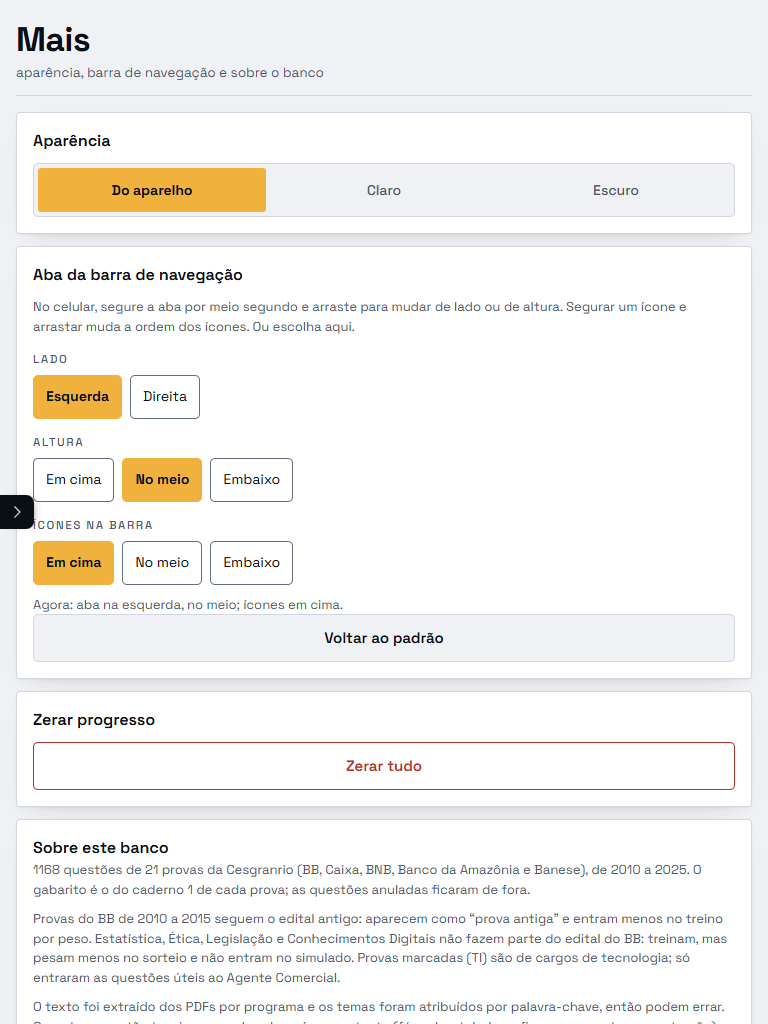 Mais
aparência, barra de navegação e sobre o banco
Aparência
Do aparelho
Claro
Escuro
Aba da barra de navegação
No celular, segure a aba por meio segundo e arraste para mudar de lado ou de altura. Segurar um ícone e
arrastar muda a ordem dos ícones. Ou escolha aqui.
LADO
Esquerda
Direita
ALTURA
Em cima
No meio
Embaixo
ÍCONES NA BARRA
Em cima
No meio
Embaixo
Agora: aba na esquerda, no meio; ícones em cima.
Voltar ao padrão
Zerar progresso
Zerar tudo
Sobre este banco
1168 questões de 21 provas da Cesgranrio (BB, Caixa, BNB, Banco da Amazônia e Banese), de 2010 a 2025. O
gabarito é o do caderno 1 de cada prova; as questões anuladas ficaram de fora.
Provas do BB de 2010 a 2015 seguem o edital antigo: aparecem como “prova antiga” e entram menos no treino
por peso. Estatística, Ética, Legislação e Conhecimentos Digitais não fazem parte do edital do BB: treinam, mas
pesam menos no sorteio e não entram no simulado. Provas marcadas (TI) são de cargos de tecnologia; só
entraram as questões úteis ao Agente Comercial.
O texto foi extraído dos PDFs por programa e os temas foram atribuídos por palavra-chave, então podem errar.